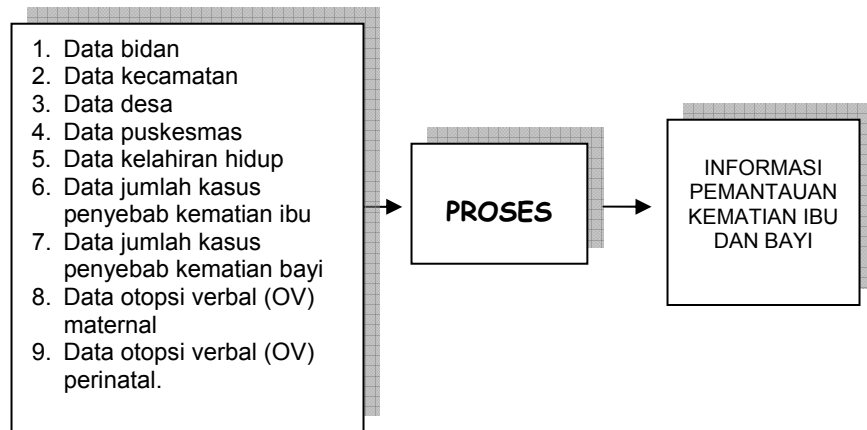 1. Data bidan
2. Data kecamatan
3. Data desa
4. Data puskesmas
5. Data kelahiran hidup
6. Data jumlah kasus
penyebab kematian ibu
7. Data jumlah kasus
penyebab kematian bayi
8. Data otopsi verbal (OV)
maternal
9. Data otopsi verbal (OV)
perinatal.
PROSES
INFORMASI
PEMANTAUAN
KEMATIAN IBU
DAN BAYI